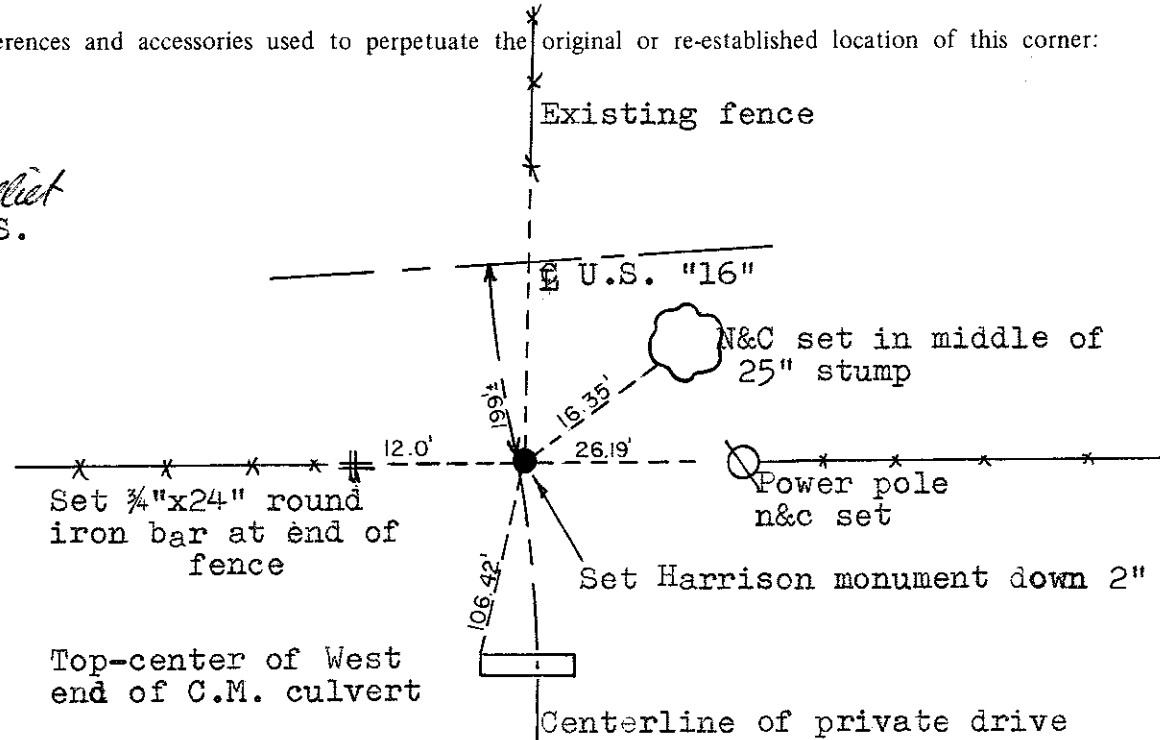 erences and accessories used to perpetuate the original or re-established location of this corner:
Existing fence
S.
℄ U.S. "16"
N&C set in middle of
25" stump
199'±
16.35'
12.0'
26.19'
Set ¾"x24" round
iron bar at end of
fence
Power pole
n&c set
106.42'
Set Harrison monument down 2"
Top-center of West
end of C.M. culvert
Centerline of private drive